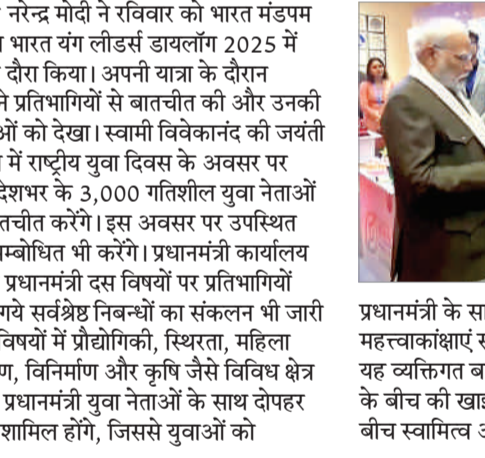 नरेन्द्र मोदी ने रविवार को भारत मंडपम
भारत यंग लीडर्स डायलॉग 2025 में
दौरा किया। अपनी यात्रा के दौरान
ने प्रतिभागियों से बातचीत की और उनकी
ओं को देखा। स्वामी विवेकानंद की जयंती
में राष्ट्रीय युवा दिवस के अवसर पर
देशभर के 3,000 गतिशील युवा नेताओं
तचीत करेंगे। इस अवसर पर उपस्थित
म्बोधित भी करेंगे। प्रधानमंत्री कार्यालय
प्रधानमंत्री दस विषयों पर प्रतिभागियों
गये सर्वश्रेष्ठ निबन्धों का संकलन भी जारी
विषयों में प्रौद्योगिकी, स्थिरता, महिला
ण, विनिर्माण और कृषि जैसे विविध क्षेत्र
प्रधानमंत्री युवा नेताओं के साथ दोपहर
शामिल होंगे, जिससे युवाओं को
प्रधानमंत्री के सा
महत्त्वाकांक्षाएं स
यह व्यक्तिगत ब
के बीच की खाइ
बीच स्वामित्व अ